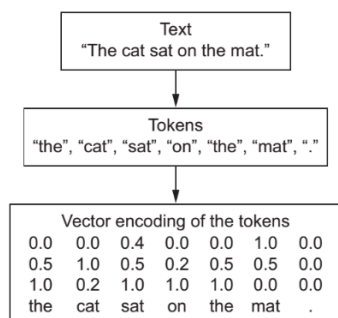 Text
“The cat sat on the mat.”
Tokens
“the”, “cat”, “sat”, “on”, “the”, “mat”, “.”
Vector encoding of the tokens
0.0 0.0 0.4 0.0 0.0 1.0 0.0
0.5 1.0 0.5 0.2 0.5 0.5 0.0
1.0 0.2 1.0 1.0 1.0 0.0 0.0
the cat sat on the mat .